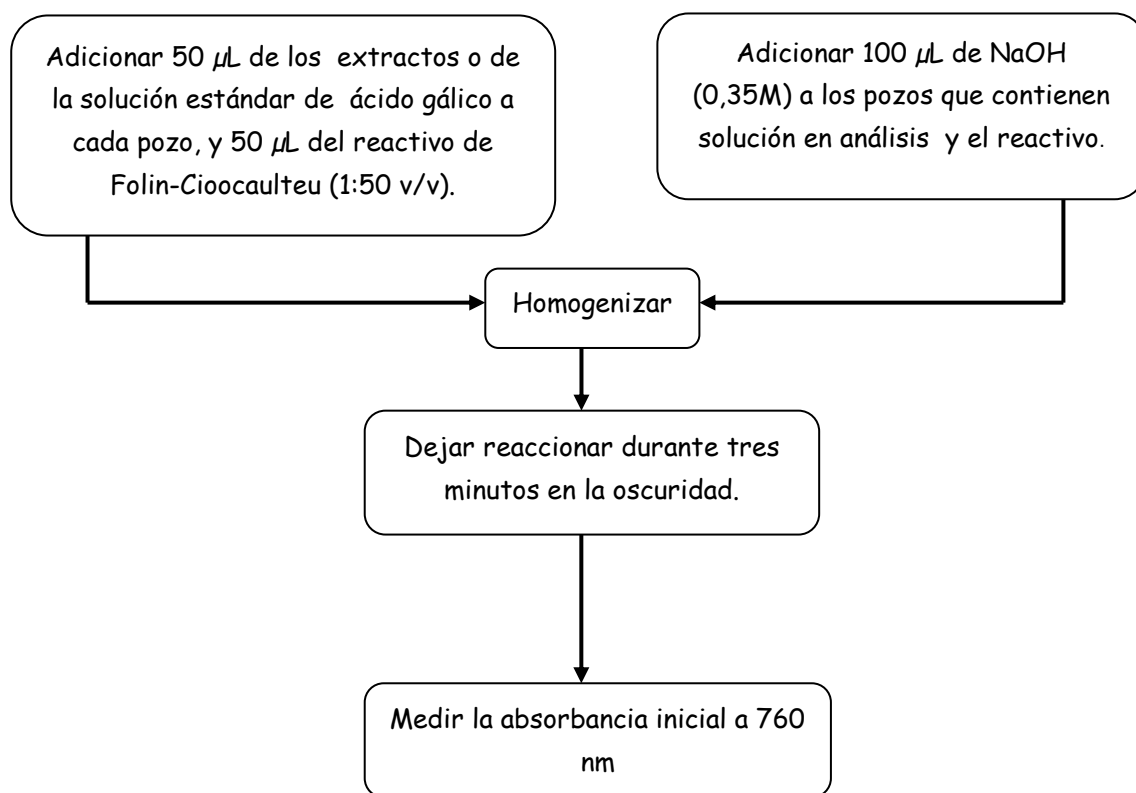 Adicionar 50 µL de los extractos o de
la solución estándar de ácido gálico a
cada pozo, y 50 µL del reactivo de
Folin-Cioocaulteu (1:50 v/v).
Adicionar 100 µL de NaOH
(0,35M) a los pozos que contienen
solución en análisis y el reactivo.
Homogenizar
Dejar reaccionar durante tres
minutos en la oscuridad.
Medir la absorbancia inicial a 760
nm